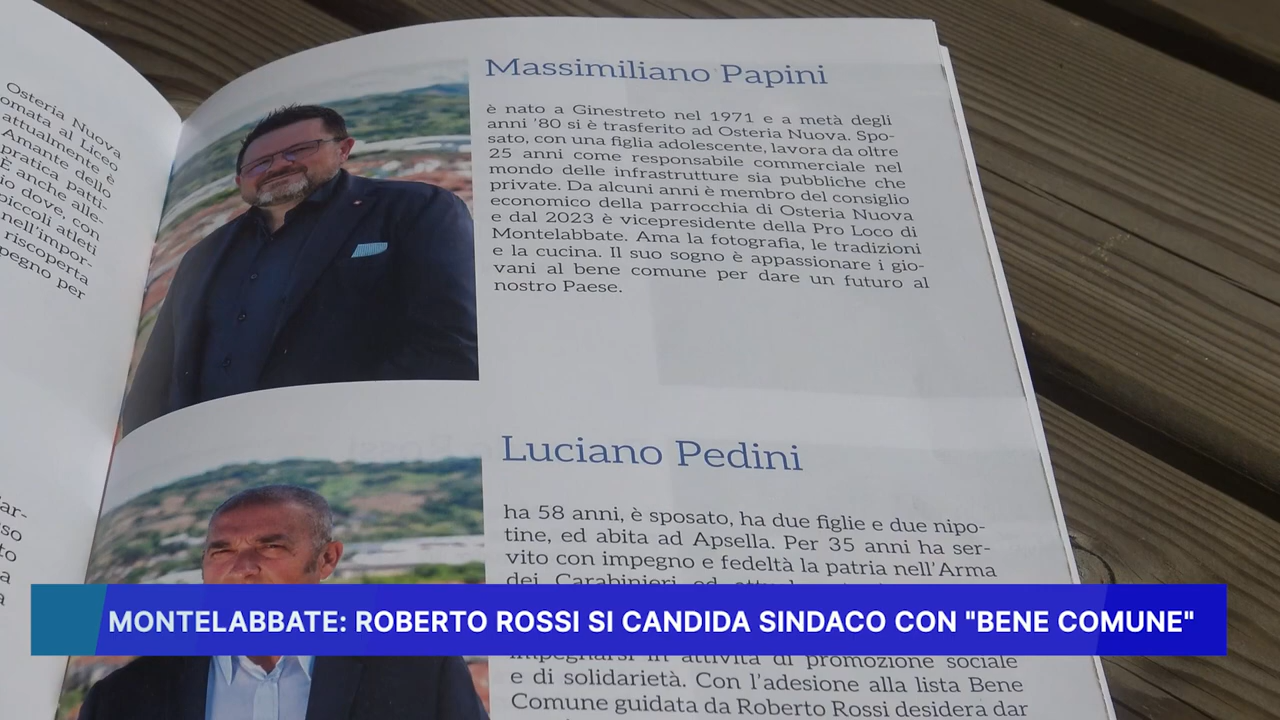 Osteria Nuova
omata al Liceo
attualmente è
Amante dello
pratica patti-
È anche alle-
io dove, con
piccoli atleti
nell'impor-
riscoperta
pegno per
Massimiliano Papini
è nato a Ginestreto nel 1971 e a metà degli
anni '80 si è trasferito ad Osteria Nuova. Spo-
sato, con una figlia adolescente, lavora da oltre
25 anni come responsabile commerciale nel
mondo delle infrastrutture sia pubbliche che
private. Da alcuni anni è membro del consiglio
economico della parrocchia di Osteria Nuova
e dal 2023 è vicepresidente della Pro Loco di
Montelabbate. Ama la fotografia, le tradizioni
e la cucina. Il suo sogno è appassionare i gio-
vani al bene comune per dare un futuro al
nostro Paese.
Luciano Pedini
ha 58 anni, è sposato, ha due figlie e due nipo-
tine, ed abita ad Apsella. Per 35 anni ha ser-
vito con impegno e fedeltà la patria nell'Arma
dei Carabinieri ed
MONTELABBATE: ROBERTO ROSSI SI CANDIDA SINDACO CON "BENE COMUNE"
impegnarsi in attività di promozione sociale
e di solidarietà. Con l'adesione alla lista Bene
Comune guidata da Roberto Rossi desidera dar